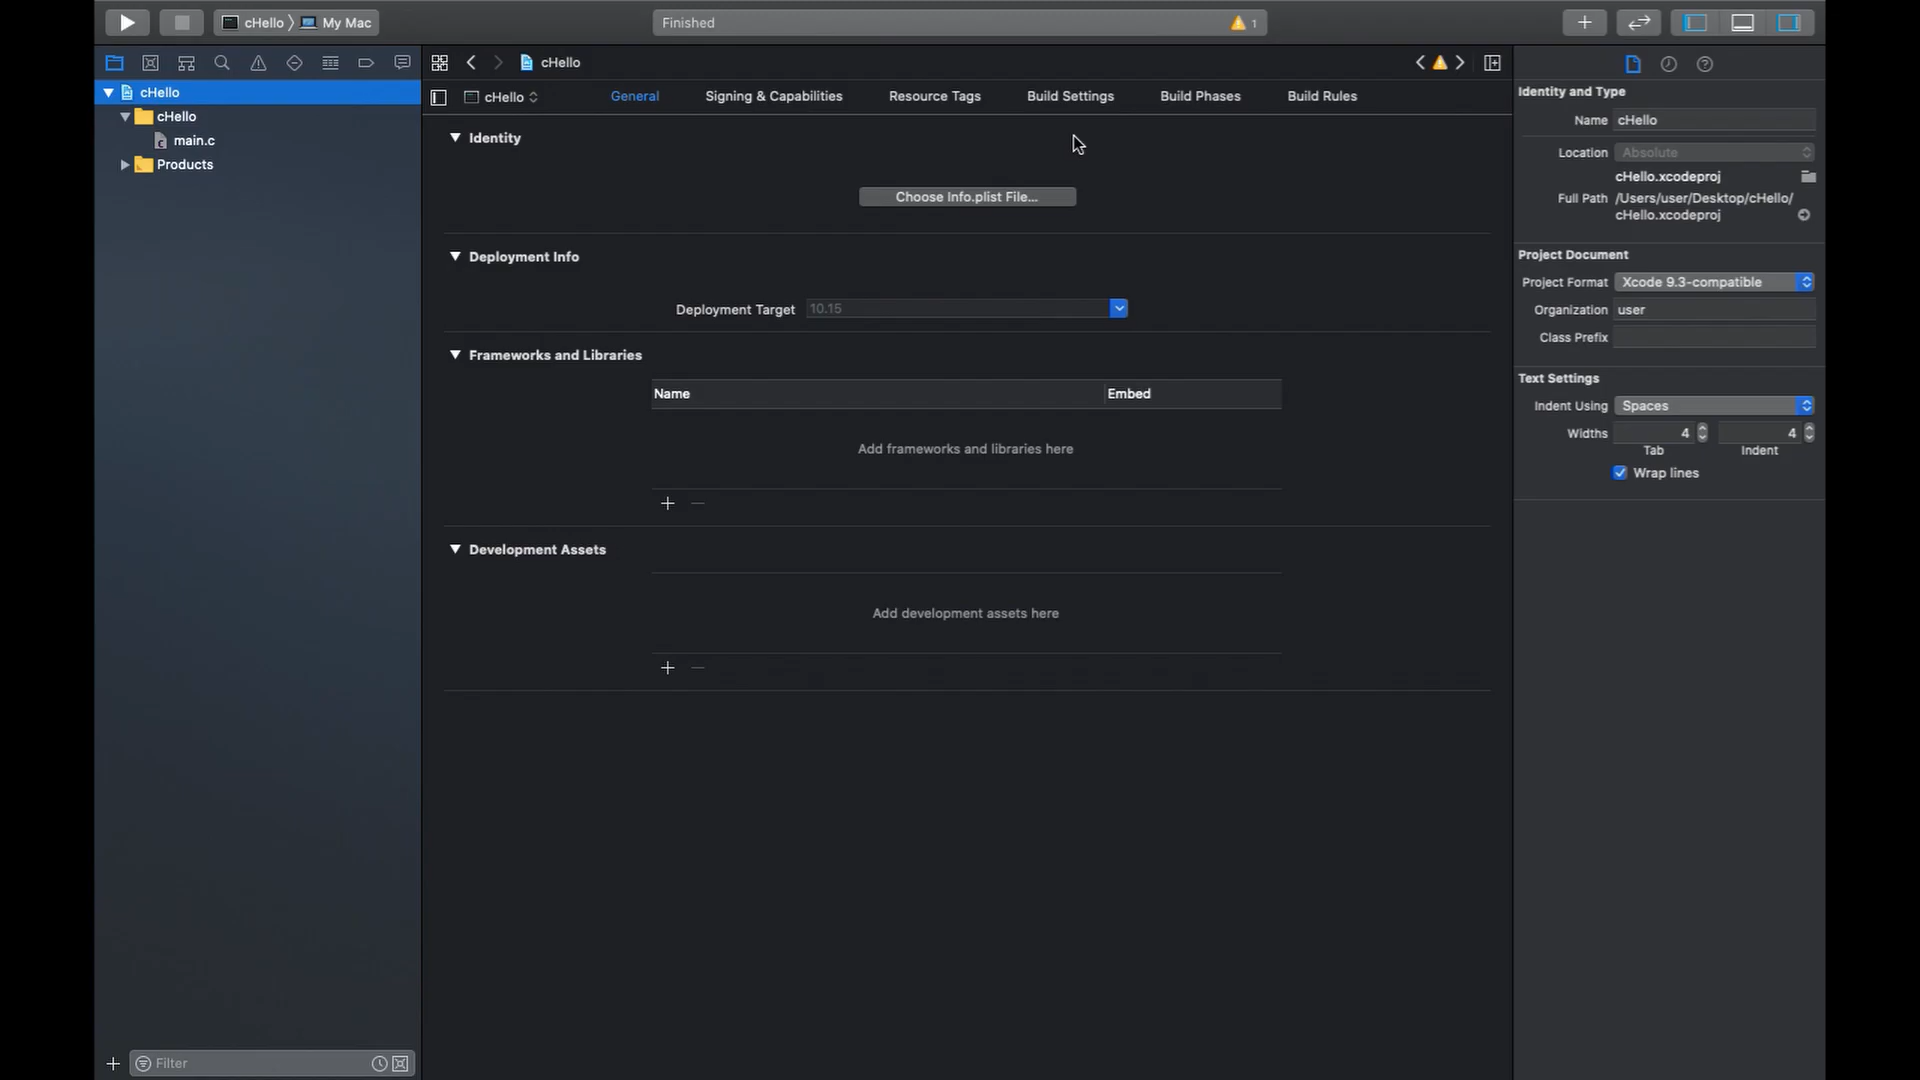 cHello My Mac
Finished
1
cHello
cHello
main.c
Products
Filter
cHello
cHello
General
Signing & Capabilities
Resource Tags
Build Settings
Build Phases
Build Rules
Identity
Choose Info.plist File...
Deployment Info
Deployment Target 10.15
Frameworks and Libraries
Name Embed
Add frameworks and libraries here
Development Assets
Add development assets here
Identity and Type
Name cHello
Location Absolute
cHello.xcodeproj
Full Path /Users/user/Desktop/cHello/
cHello.xcodeproj
Project Document
Project Format Xcode 9.3-compatible
Organization user
Class Prefix
Text Settings
Indent Using Spaces
Widths 4 4
Tab Indent
Wrap lines